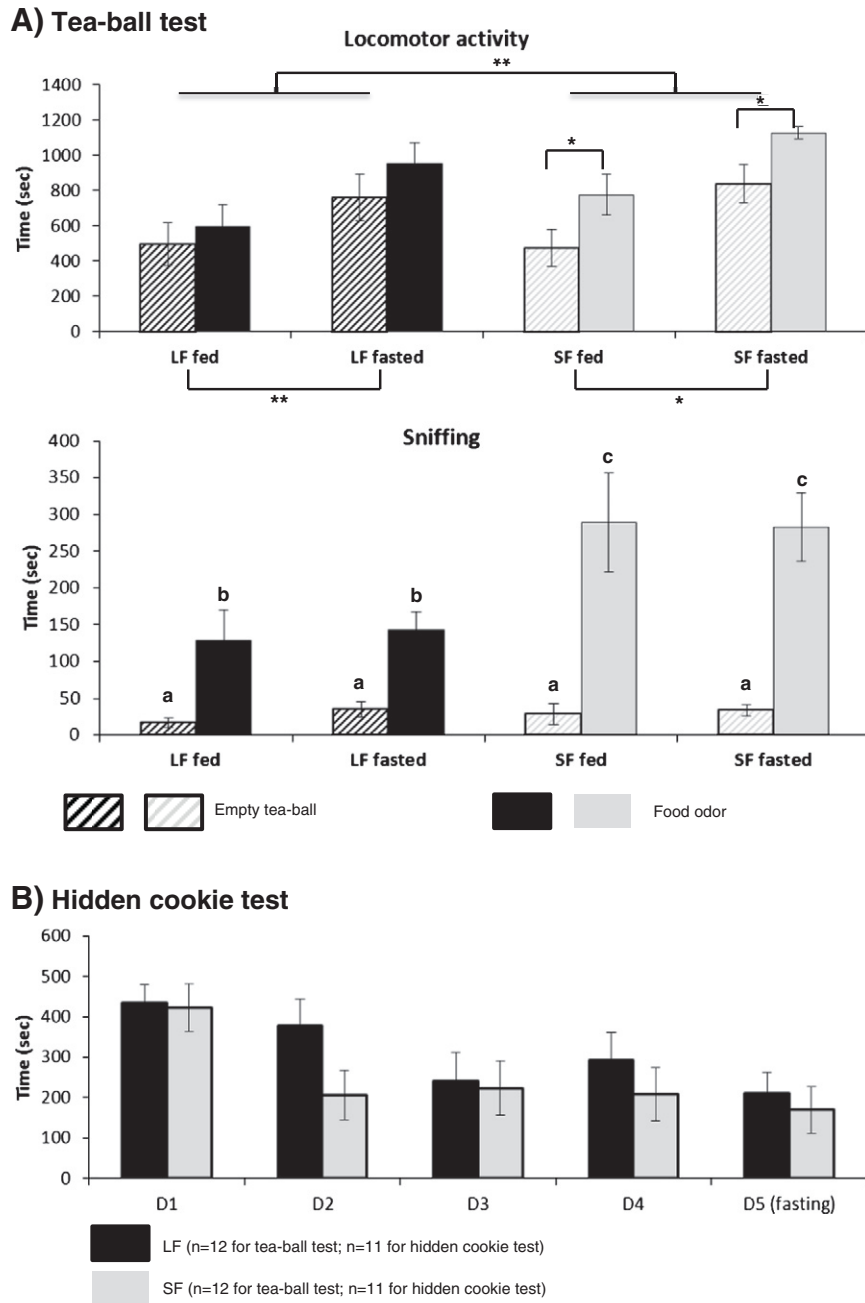 A) Tea-ball test
Locomotor activity
**
*
*
Time (sec)
1400
1200
1000
800
600
400
200
0
LF fed LF fasted SF fed SF fasted
** *
Sniffing
Time (sec)
400
350
300
250
200
150
100
50
0
a b a b a c a c
LF fed LF fasted SF fed SF fasted
Empty tea-ball Food odor
B) Hidden cookie test
Time (sec)
600
500
400
300
200
100
0
D1 D2 D3 D4 D5 (fasting)
LF (n=12 for tea-ball test; n=11 for hidden cookie test)
SF (n=12 for tea-ball test; n=11 for hidden cookie test)